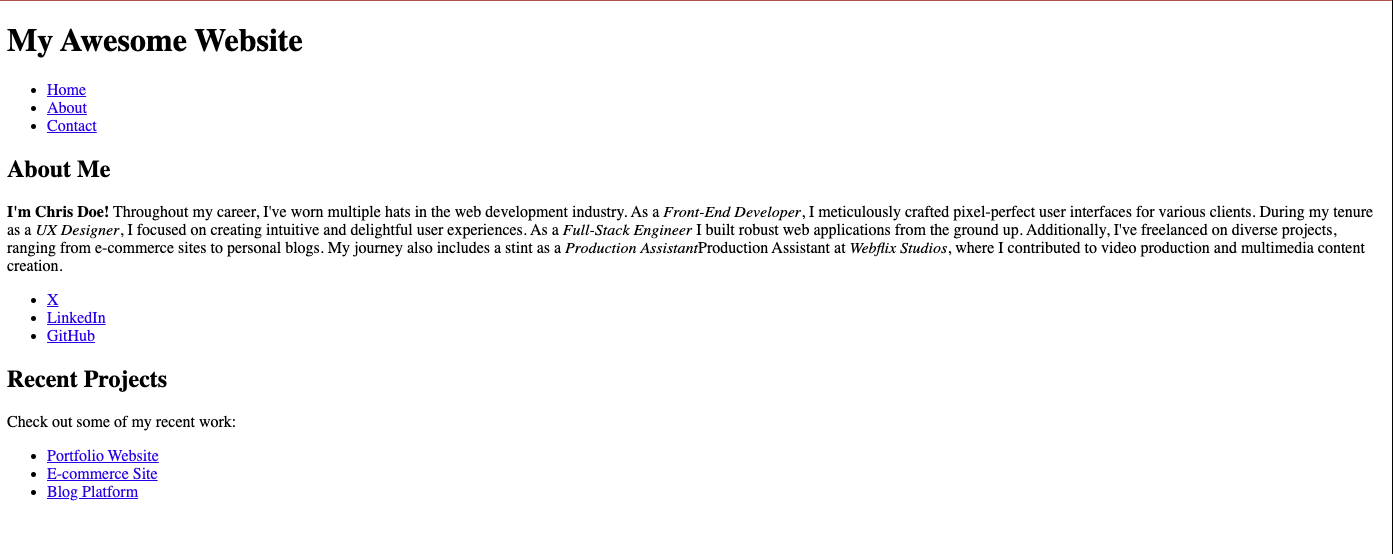 My Awesome Website
Home
About
Contact
About Me
I'm Chris Doe! Throughout my career, I've worn multiple hats in the web development industry. As a Front-End Developer, I meticulously crafted pixel-perfect user interfaces for various clients. During my tenure
as a UX Designer, I focused on creating intuitive and delightful user experiences. As a Full-Stack Engineer I built robust web applications from the ground up. Additionally, I've freelanced on diverse projects,
ranging from e-commerce sites to personal blogs. My journey also includes a stint as a Production AssistantProduction Assistant at Webflix Studios, where I contributed to video production and multimedia content
creation.
X
LinkedIn
GitHub
Recent Projects
Check out some of my recent work:
Portfolio Website
E-commerce Site
Blog Platform